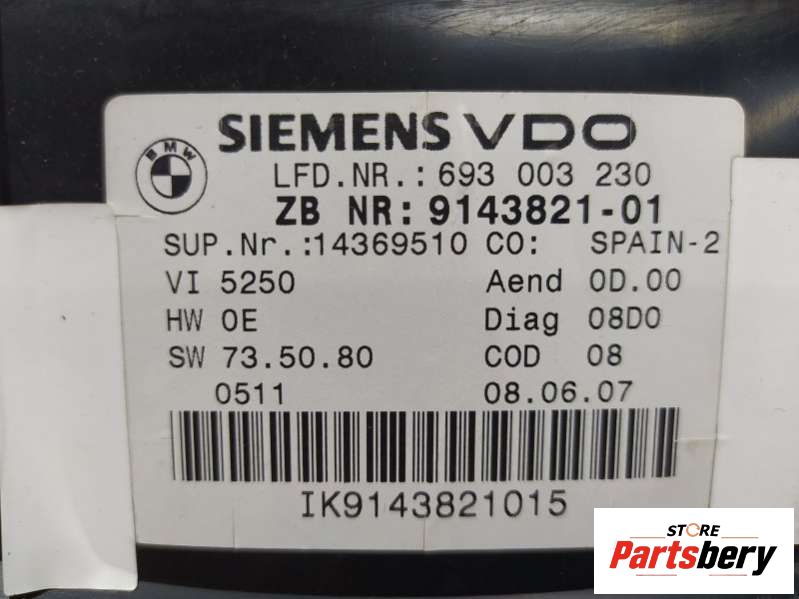 SIEMENS VDO
BMW
LFD.NR.: 693 003 230
ZB NR: 9143821-01
SUP.Nr.:14369510 CO: SPAIN-2
VI 5250 Aend 0D.00
HW 0E Diag 08D0
SW 73.50.80 COD 08
0511 08.06.07
IK9143821015
STORE
Partsbery